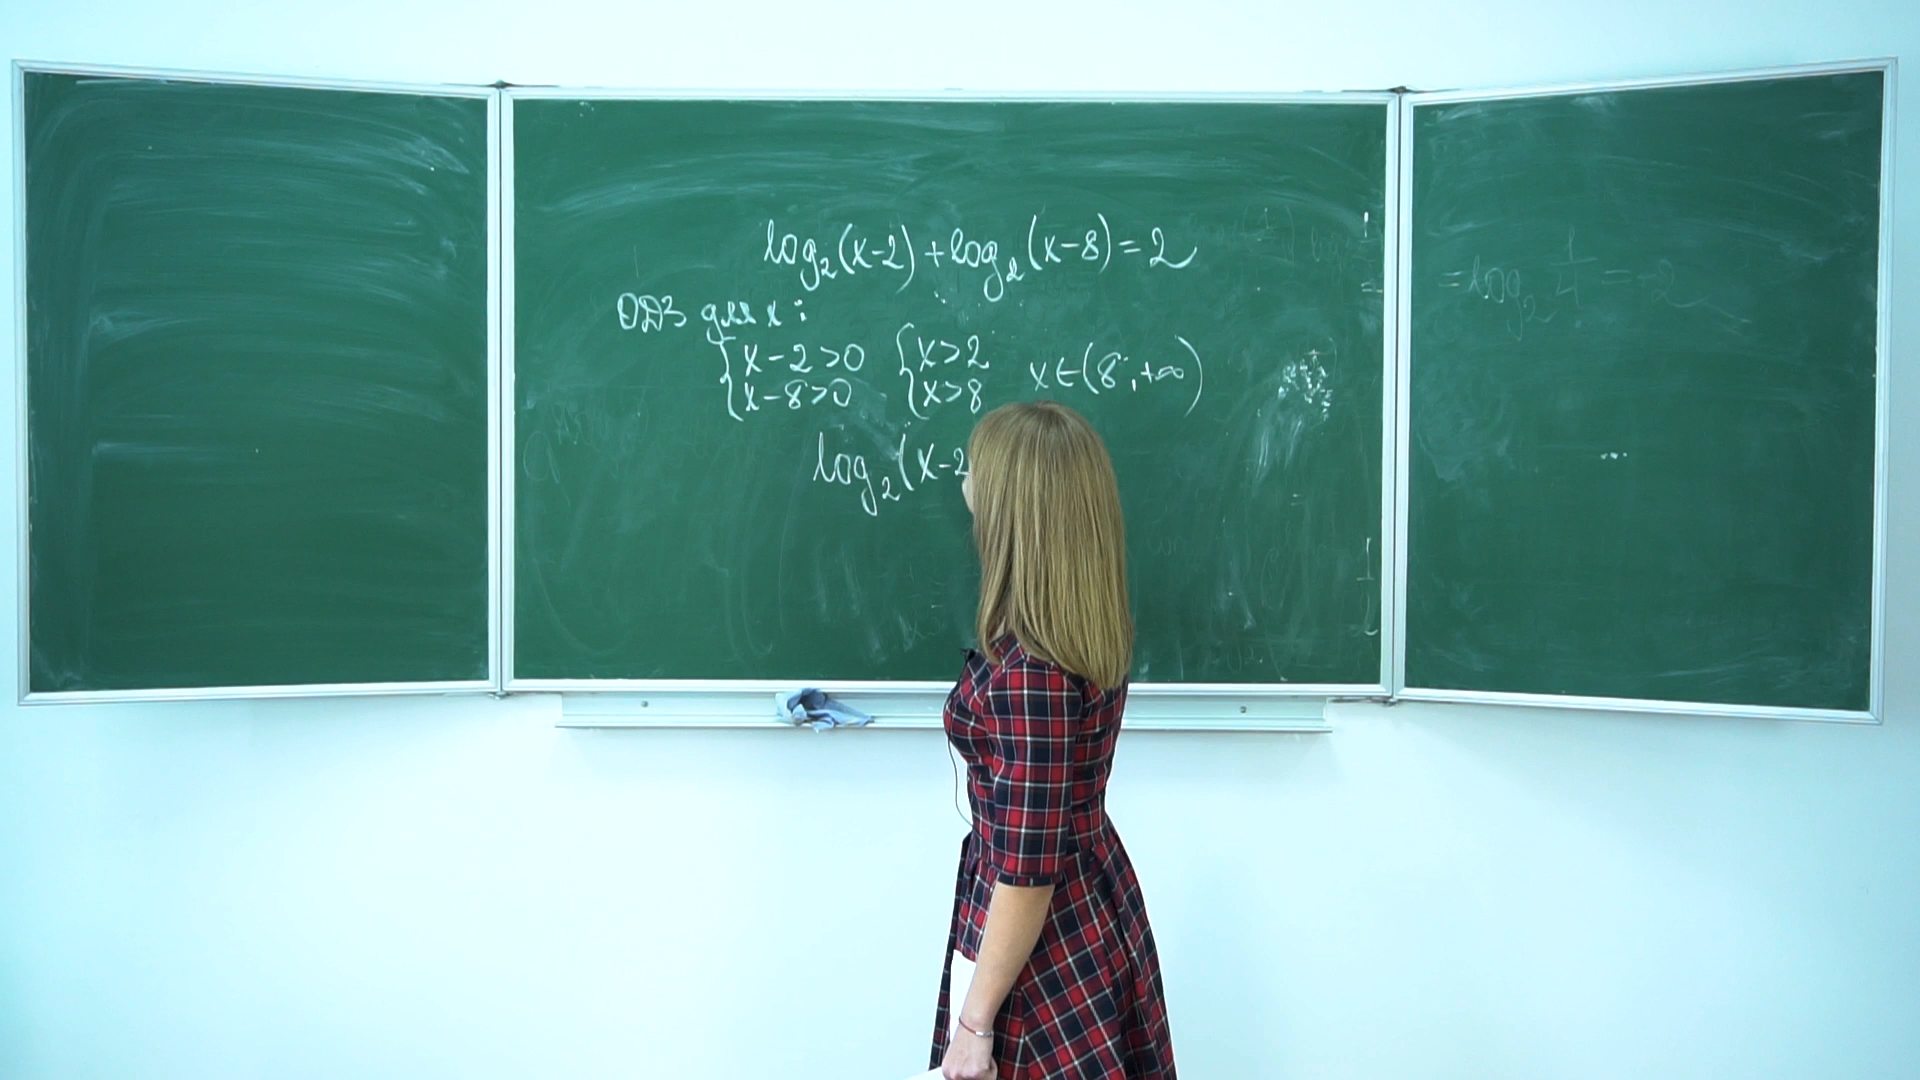 log₂(x-2)+log₂(x-8)=2
ОДЗ для x:
{x-2>0 {x>2
{x-8>0 {x>8 x∈(8;+∞)
log₂(x-2
=log₂ 1/4 = -2